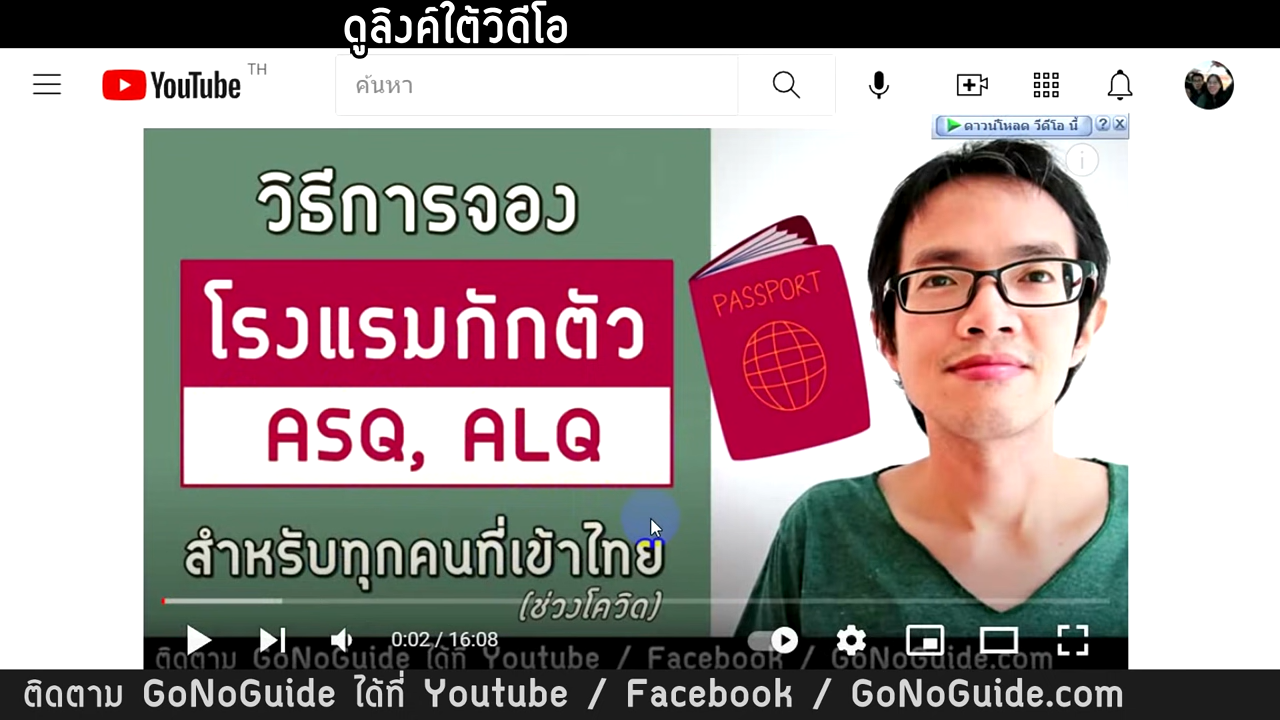 ดูลิงค์ใต้วิดีโอ
YouTube TH
ค้นหา
ดาวน์โหลด วีดีโอ นี้ ? X
i
วิธีการจอง
PASSPORT
โรงแรมกักตัว
ASQ, ALQ
สำหรับทุกคนที่เข้าไทย
(ช่วงโควิด)
0:02 / 16:08
ติดตาม GoNoGuide ได้ที่ Youtube / Facebook / GoNoGuide.com
ติดตาม GoNoGuide ได้ที่ Youtube / Facebook / GoNoGuide.com